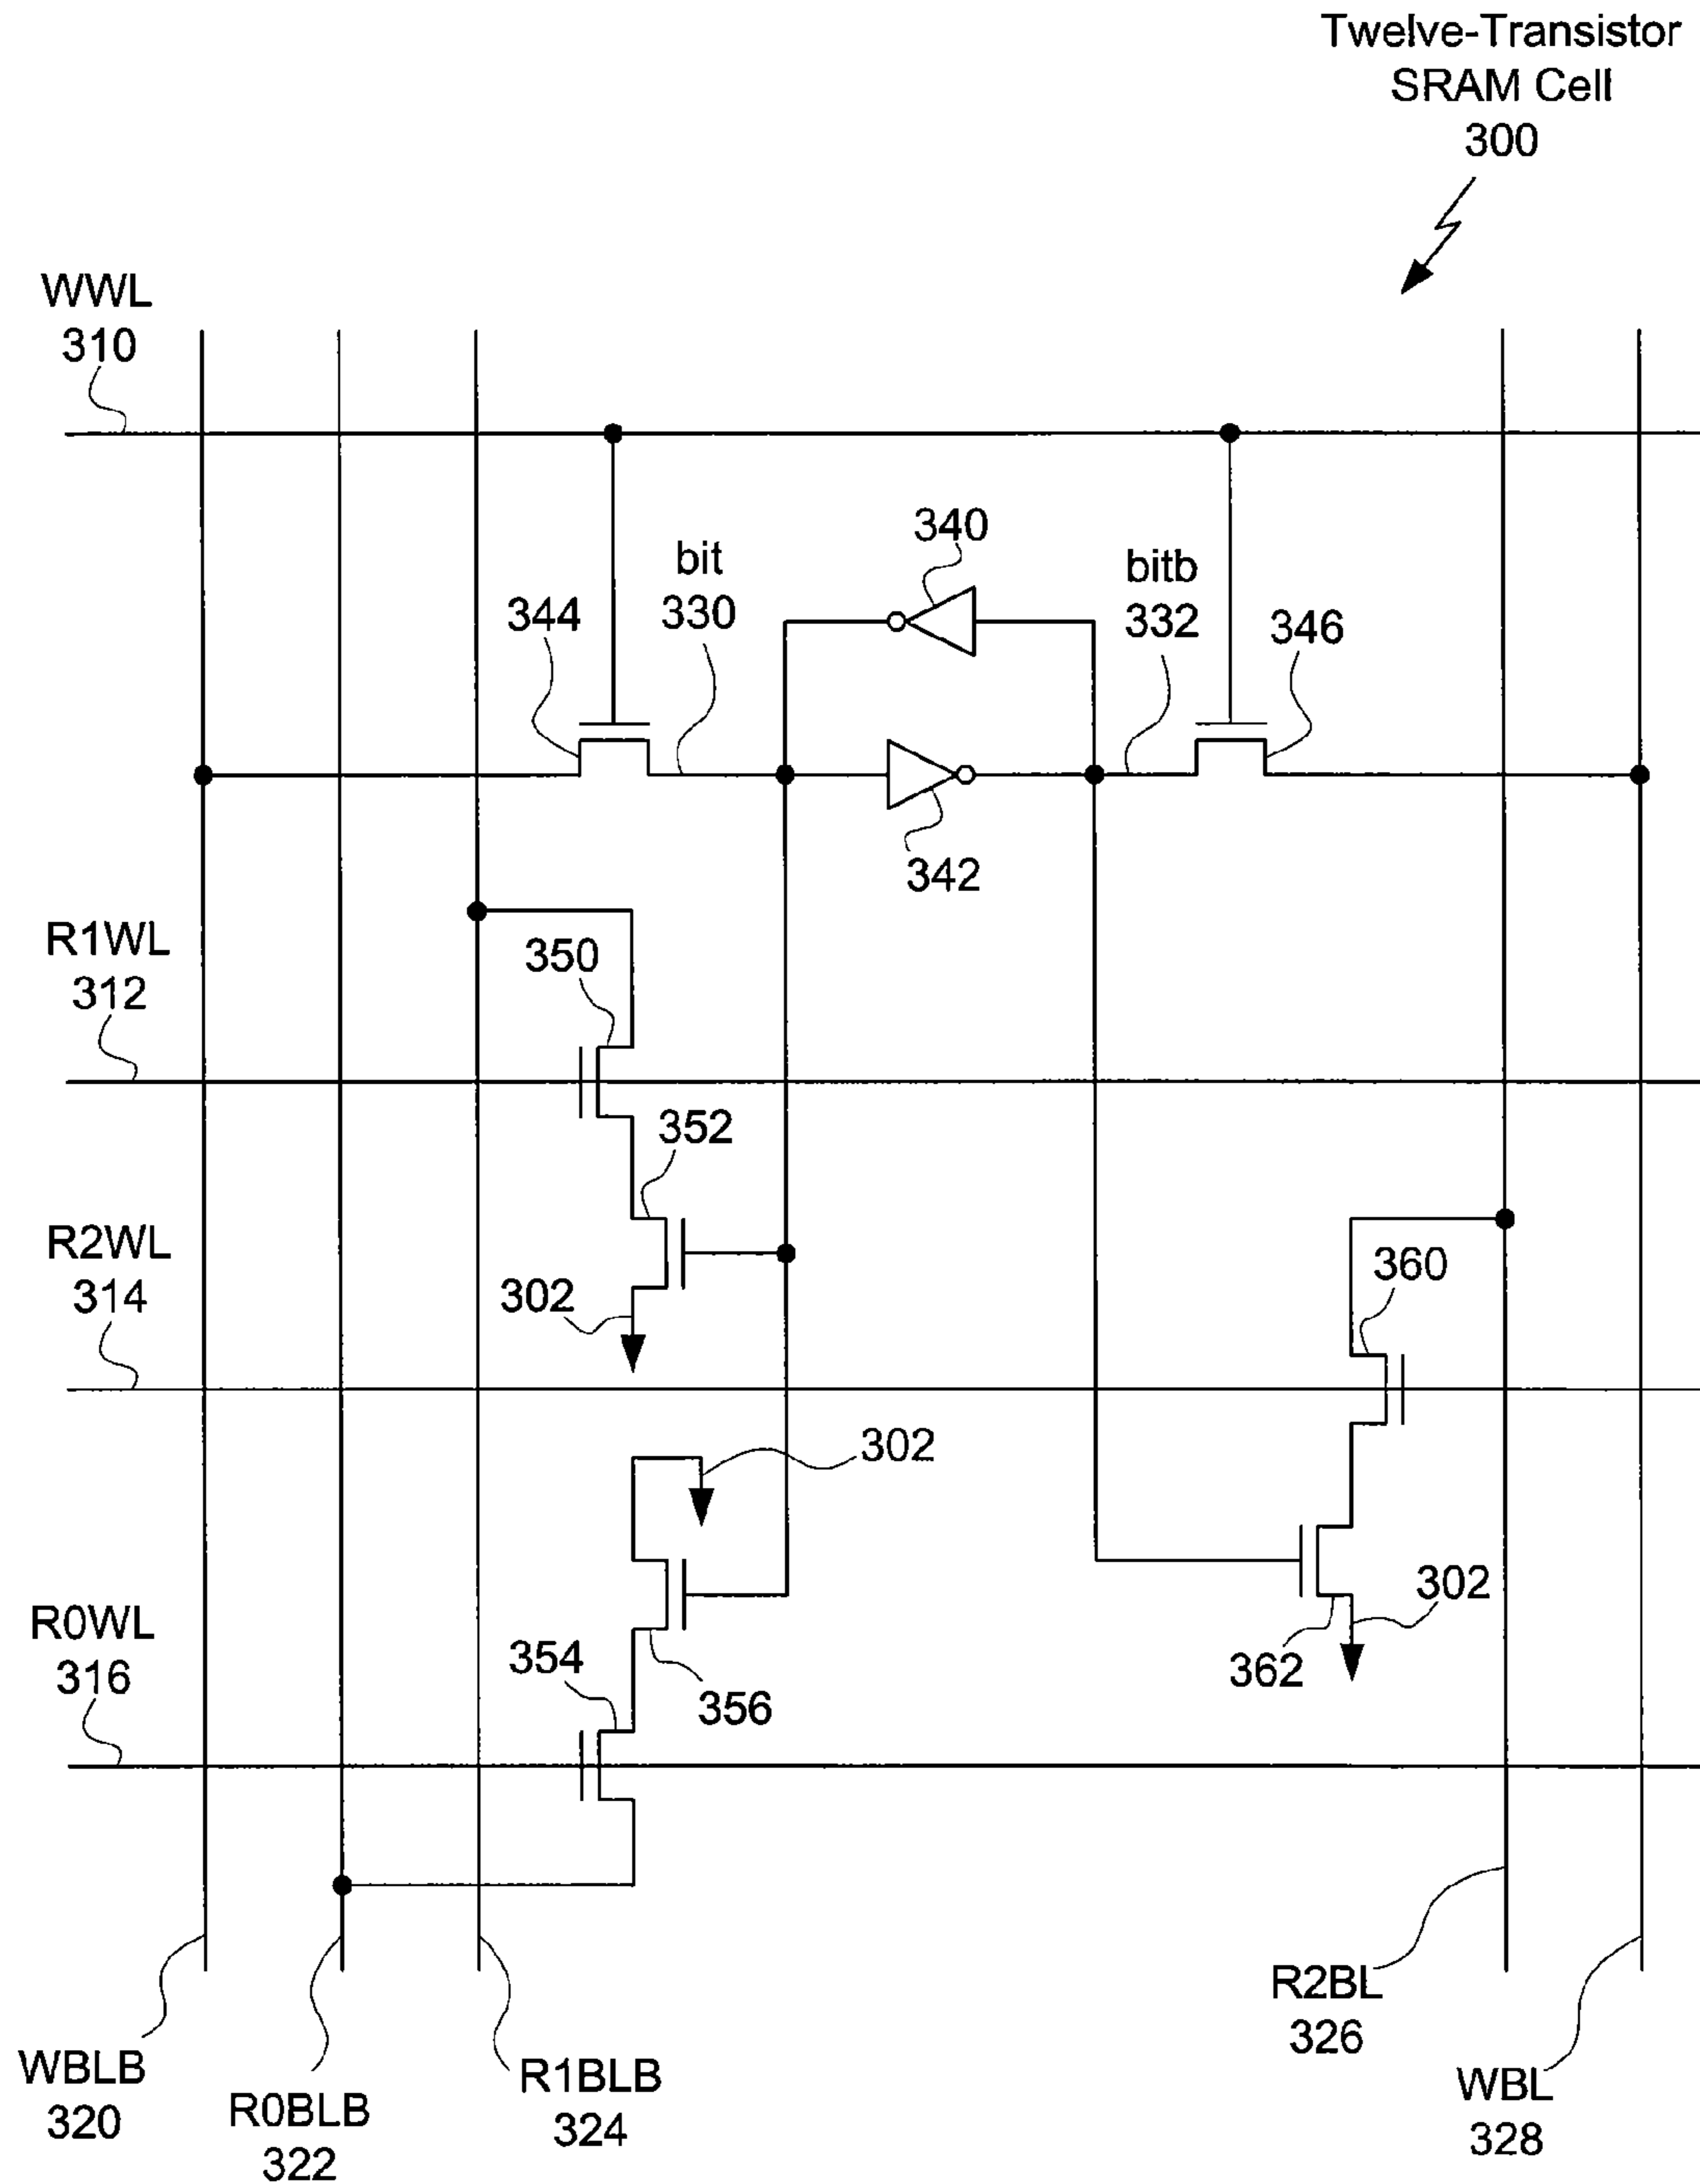 Twelve-Transistor
SRAM Cell
300
WWL
310
340
bit
330
bitb
332
344
346
342
R1WL
312
350
352
R2WL
314
302
360
302
R0WL
316
354
356
302
362
R2BL
326
WBLB
320
R0BLB
322
R1BLB
324
WBL
328